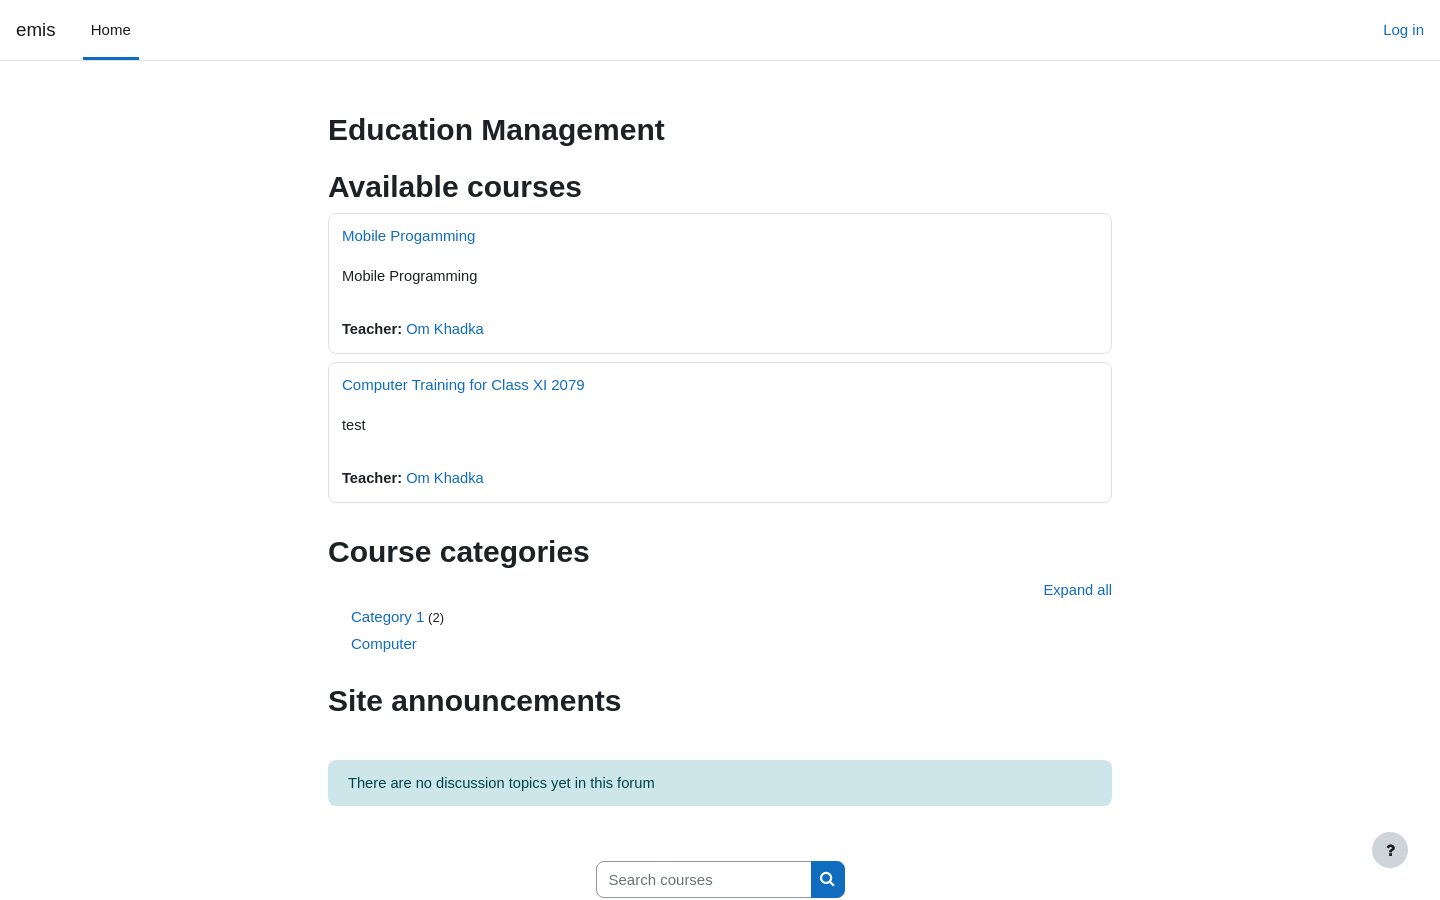 emis
Home
Log in
Education Management
Available courses
Mobile Progamming
Mobile Programming
Teacher: Om Khadka
Computer Training for Class XI 2079
test
Teacher: Om Khadka
Course categories
Expand all
Category 1 (2)
Computer
Site announcements
There are no discussion topics yet in this forum
?
Search courses